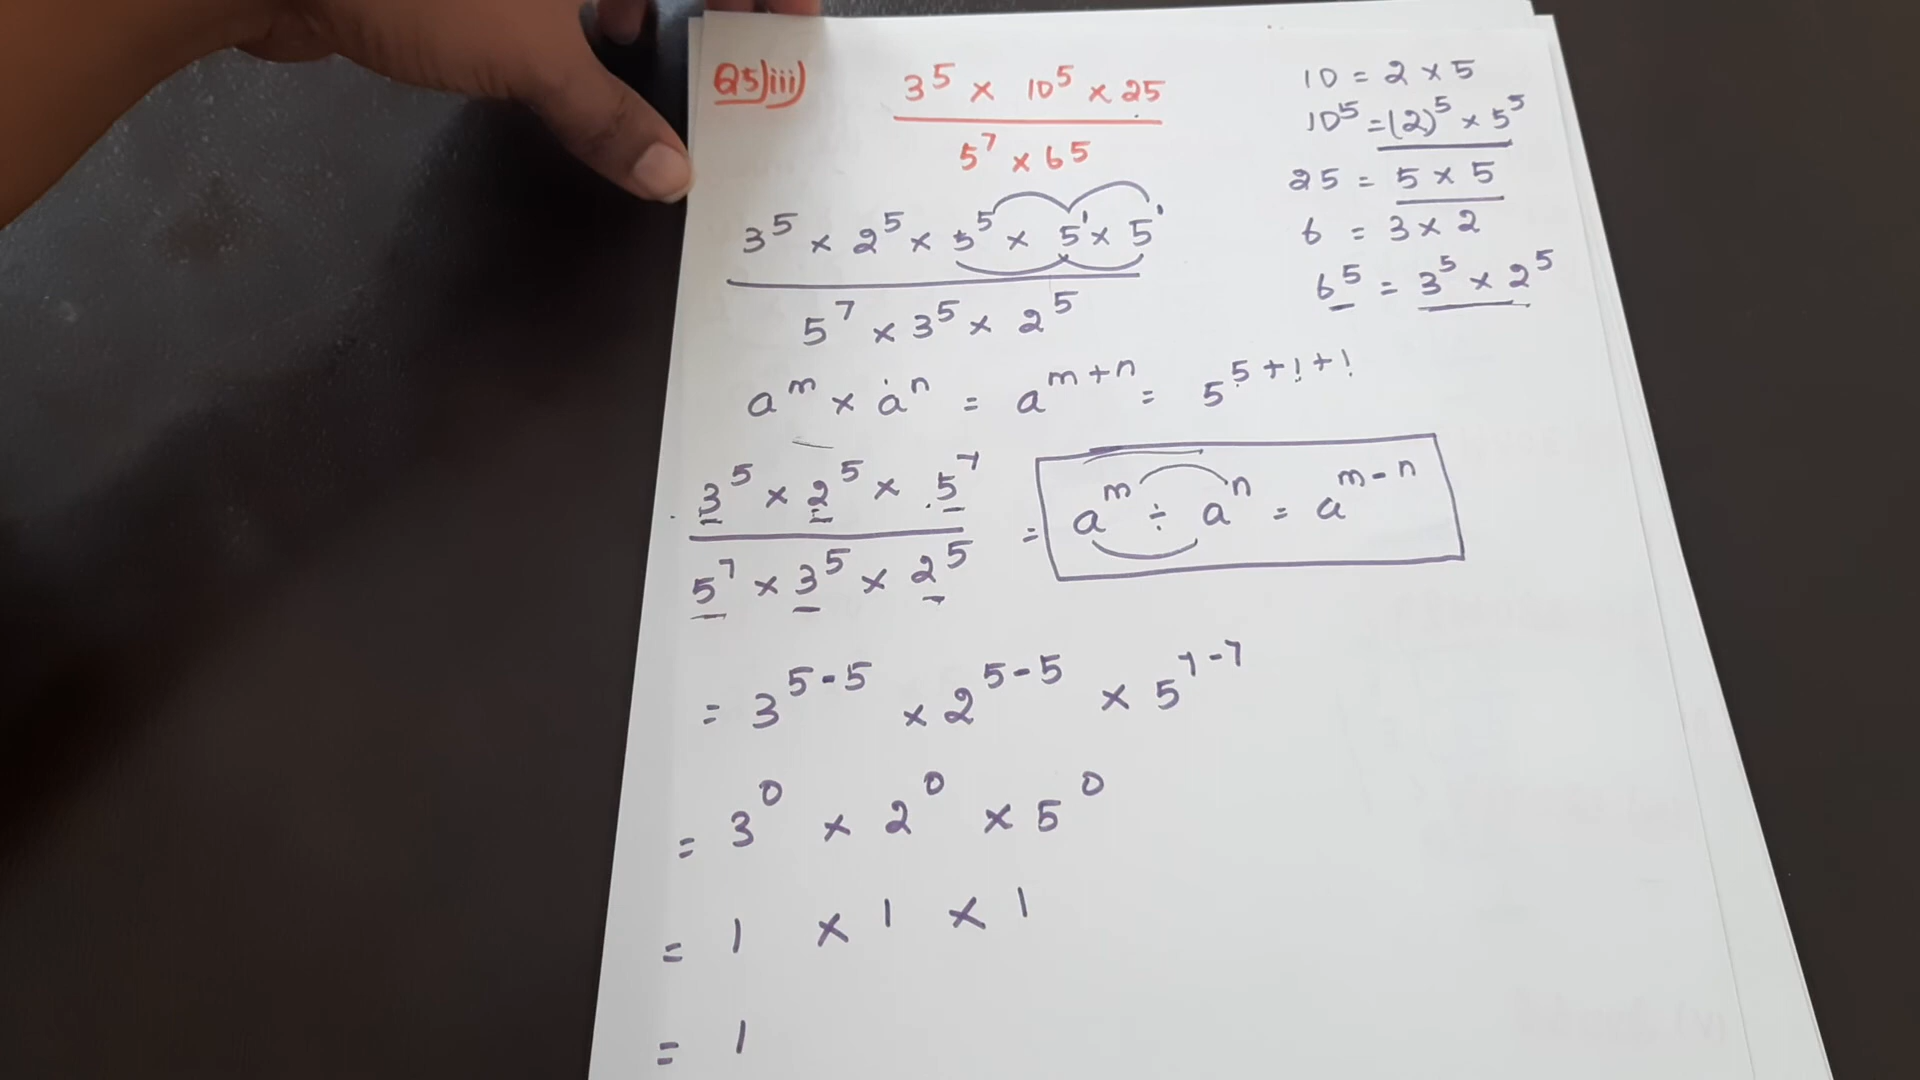 Q5)iii) 3⁵ × 10⁵ × 25
5⁷ × 65
10 = 2 × 5
10⁵ = (2)⁵ × 5⁵
25 = 5 × 5
6 = 3 × 2
6⁵ = 3⁵ × 2⁵
3⁵ × 2⁵ × 5⁵ × 5¹ × 5¹
5⁷ × 3⁵ × 2⁵
aᵐ × aⁿ = aᵐ⁺ⁿ = 5⁵⁺¹⁺¹
3⁵ × 2⁵ × 5⁷
5⁷ × 3⁵ × 2⁵
= aᵐ ÷ aⁿ = aᵐ⁻ⁿ
= 3⁵⁻⁵ × 2⁵⁻⁵ × 5⁷⁻⁷
= 3⁰ × 2⁰ × 5⁰
= 1 × 1 × 1
= 1